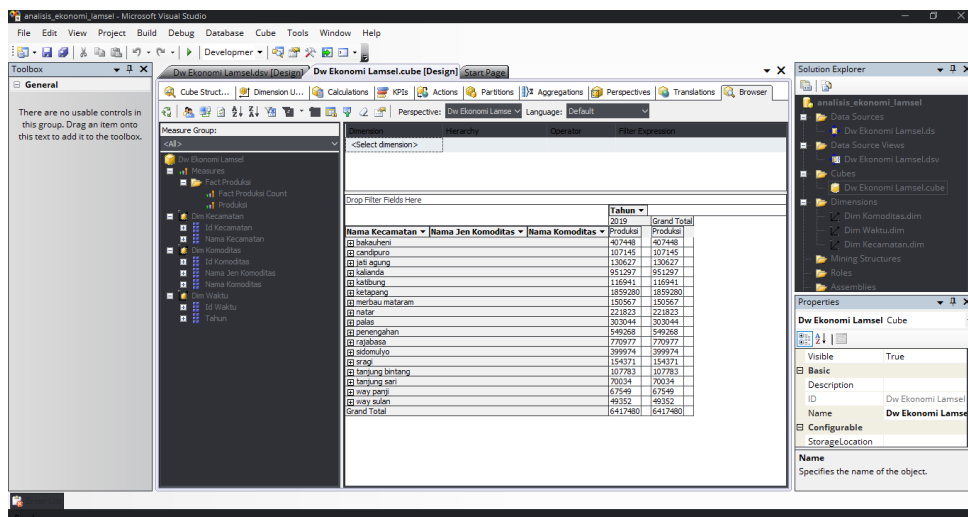 analisis_ekonomi_lamsel - Microsoft Visual Studio
File Edit View Project Build Debug Database Cube Tools Window Help
Developmer
Toolbox
General
There are no usable controls in
this group. Drag an item onto
this text to add it to the toolbox.
Dw Ekonomi Lamsel.dsv [Design] Dw Ekonomi Lamsel.cube [Design] Start Page
Cube Struct... Dimension U... Calculations KPIs Actions Partitions Aggregations Perspectives Translations Browser
Perspective: Dw Ekonomi Lamse Language: Default
Measure Group:
<All>
Dw Ekonomi Lamsel
Measures
Fact Produksi
Fact Produksi Count
Produksi
Dim Kecamatan
Id Kecamatan
Nama Kecamatan
Dim Komoditas
Id Komoditas
Nama Jen Komoditas
Nama Komoditas
Dim Waktu
Id Waktu
Tahun
Dimension Hierarchy Operator Filter Expression
<Select dimension>
Drop Filter Fields Here
Tahun
2019 Grand Total
Nama Kecamatan Nama Jen Komoditas Nama Komoditas Produksi Produksi
bakauheni 407448 407448
candipuro 107145 107145
jati agung 130627 130627
kalianda 951297 951297
katibung 116941 116941
ketapang 1859280 1859280
merbau mataram 150567 150567
natar 221823 221823
palas 303044 303044
penengahan 549268 549268
rajabasa 770977 770977
sidomulyo 399974 399974
sragi 154371 154371
tanjung bintang 107783 107783
tanjung sari 70034 70034
way panji 67549 67549
way sulan 49352 49352
Grand Total 6417480 6417480
Solution Explorer
analisis_ekonomi_lamsel
Data Sources
Dw Ekonomi Lamsel.ds
Data Source Views
Dw Ekonomi Lamsel.dsv
Cubes
Dw Ekonomi Lamsel.cube
Dimensions
Dim Komoditas.dim
Dim Waktu.dim
Dim Kecamatan.dim
Mining Structures
Roles
Assemblies
Properties
Dw Ekonomi Lamsel Cube
Visible True
Basic
Description
ID Dw Ekonomi Lamsel
Name Dw Ekonomi Lamse
Configurable
StorageLocation
Name
Specifies the name of the object.